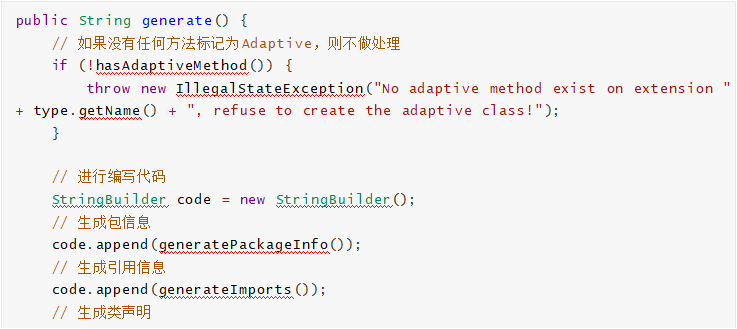 public String generate() {
// 如果没有任何方法标记为Adaptive，则不做处理
if (!hasAdaptiveMethod()) {
throw new IllegalStateException("No adaptive method exist on extension "
+ type.getName() + ", refuse to create the adaptive class!");
}
// 进行编写代码
StringBuilder code = new StringBuilder();
// 生成包信息
code.append(generatePackageInfo());
// 生成引用信息
code.append(generateImports());
// 生成类声明